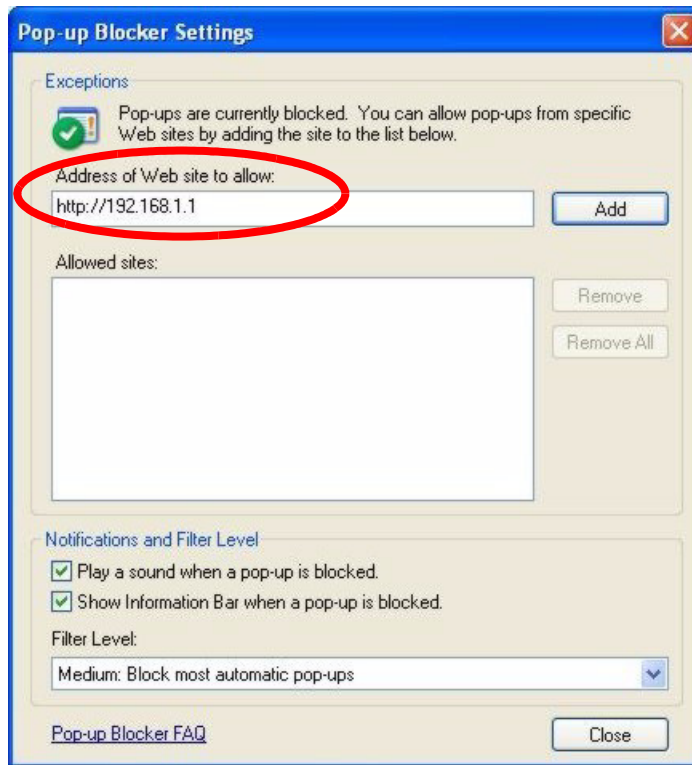 Pop-up Blocker Settings
Exceptions
Pop-ups are currently blocked. You can allow pop-ups from specific
Web sites by adding the site to the list below.
Address of Web site to allow:
http://192.168.1.1
Add
Allowed sites:
Remove
Remove All
Notifications and Filter Level
Play a sound when a pop-up is blocked.
Show Information Bar when a pop-up is blocked.
Filter Level:
Medium: Block most automatic pop-ups
Pop-up Blocker FAQ
Close